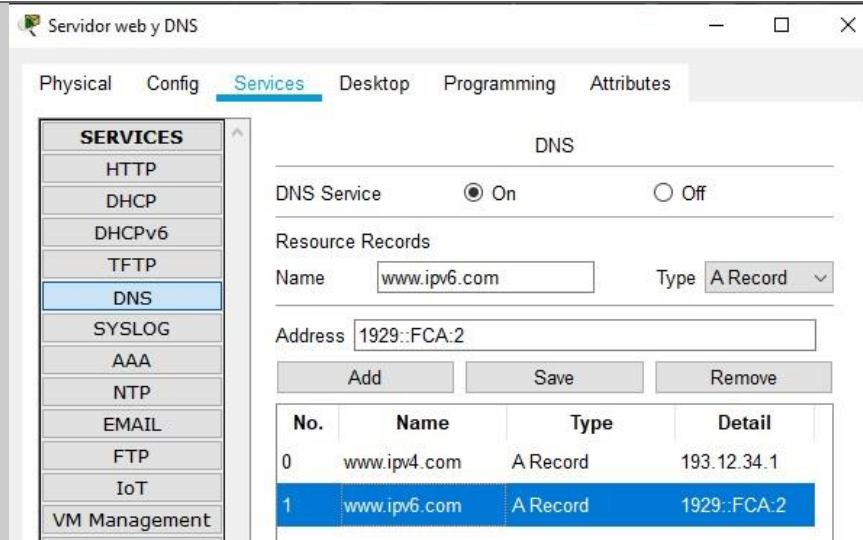 Servidor web y DNS
Physical Config Services Desktop Programming Attributes
SERVICES
HTTP
DHCP
DHCPv6
TFTP
DNS
SYSLOG
AAA
NTP
EMAIL
FTP
IoT
VM Management
DNS
DNS Service On Off
Resource Records
Name www.ipv6.com Type A Record
Address 1929::FCA:2
Add Save Remove
No. Name Type Detail
0 www.ipv4.com A Record 193.12.34.1
1 www.ipv6.com A Record 1929::FCA:2